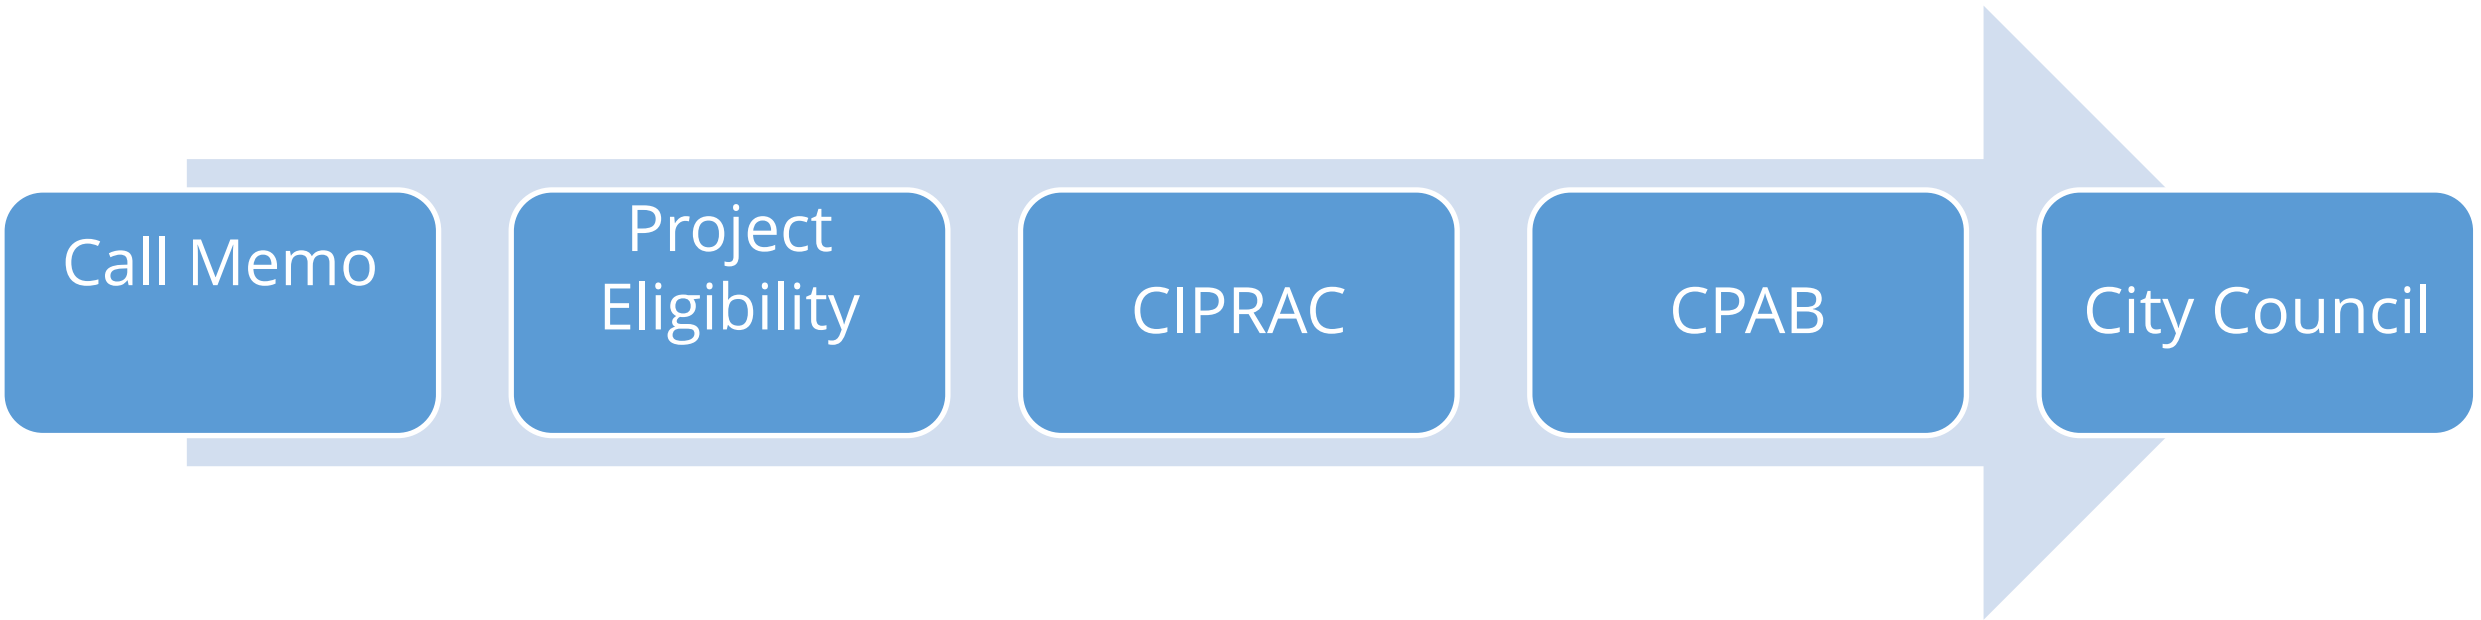 Call Memo
Project
Eligibility
CIPRAC
CPAB
City Council